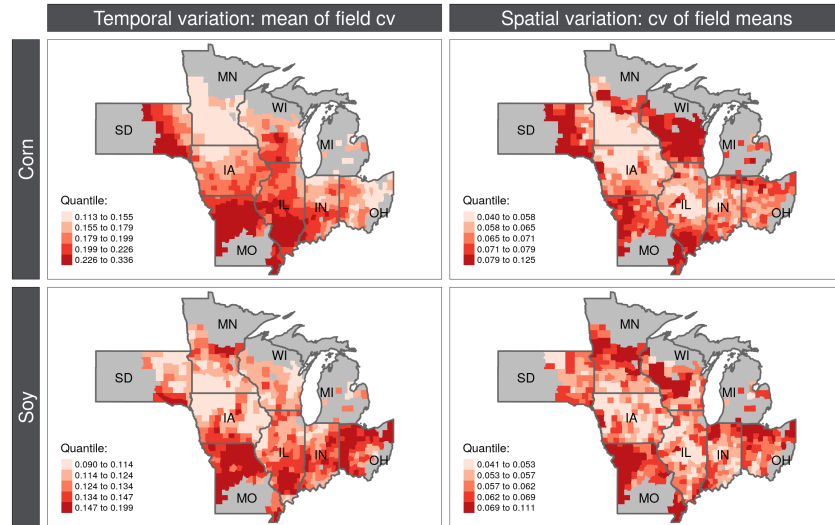 Temporal variation: mean of field cv
Spatial variation: cv of field means
Corn
MN
WI
SD
MI
IA
IL
IN
OH
MO
Quantile:
0.113 to 0.155
0.155 to 0.179
0.179 to 0.199
0.199 to 0.226
0.226 to 0.336
MN
WI
SD
MI
IA
IL
IN
OH
MO
Quantile:
0.040 to 0.058
0.058 to 0.065
0.065 to 0.071
0.071 to 0.079
0.079 to 0.125
Soy
MN
WI
SD
MI
IA
IL
IN
OH
MO
Quantile:
0.090 to 0.114
0.114 to 0.124
0.124 to 0.134
0.134 to 0.147
0.147 to 0.199
MN
WI
SD
MI
IA
IL
IN
OH
MO
Quantile:
0.041 to 0.053
0.053 to 0.057
0.057 to 0.062
0.062 to 0.069
0.069 to 0.111